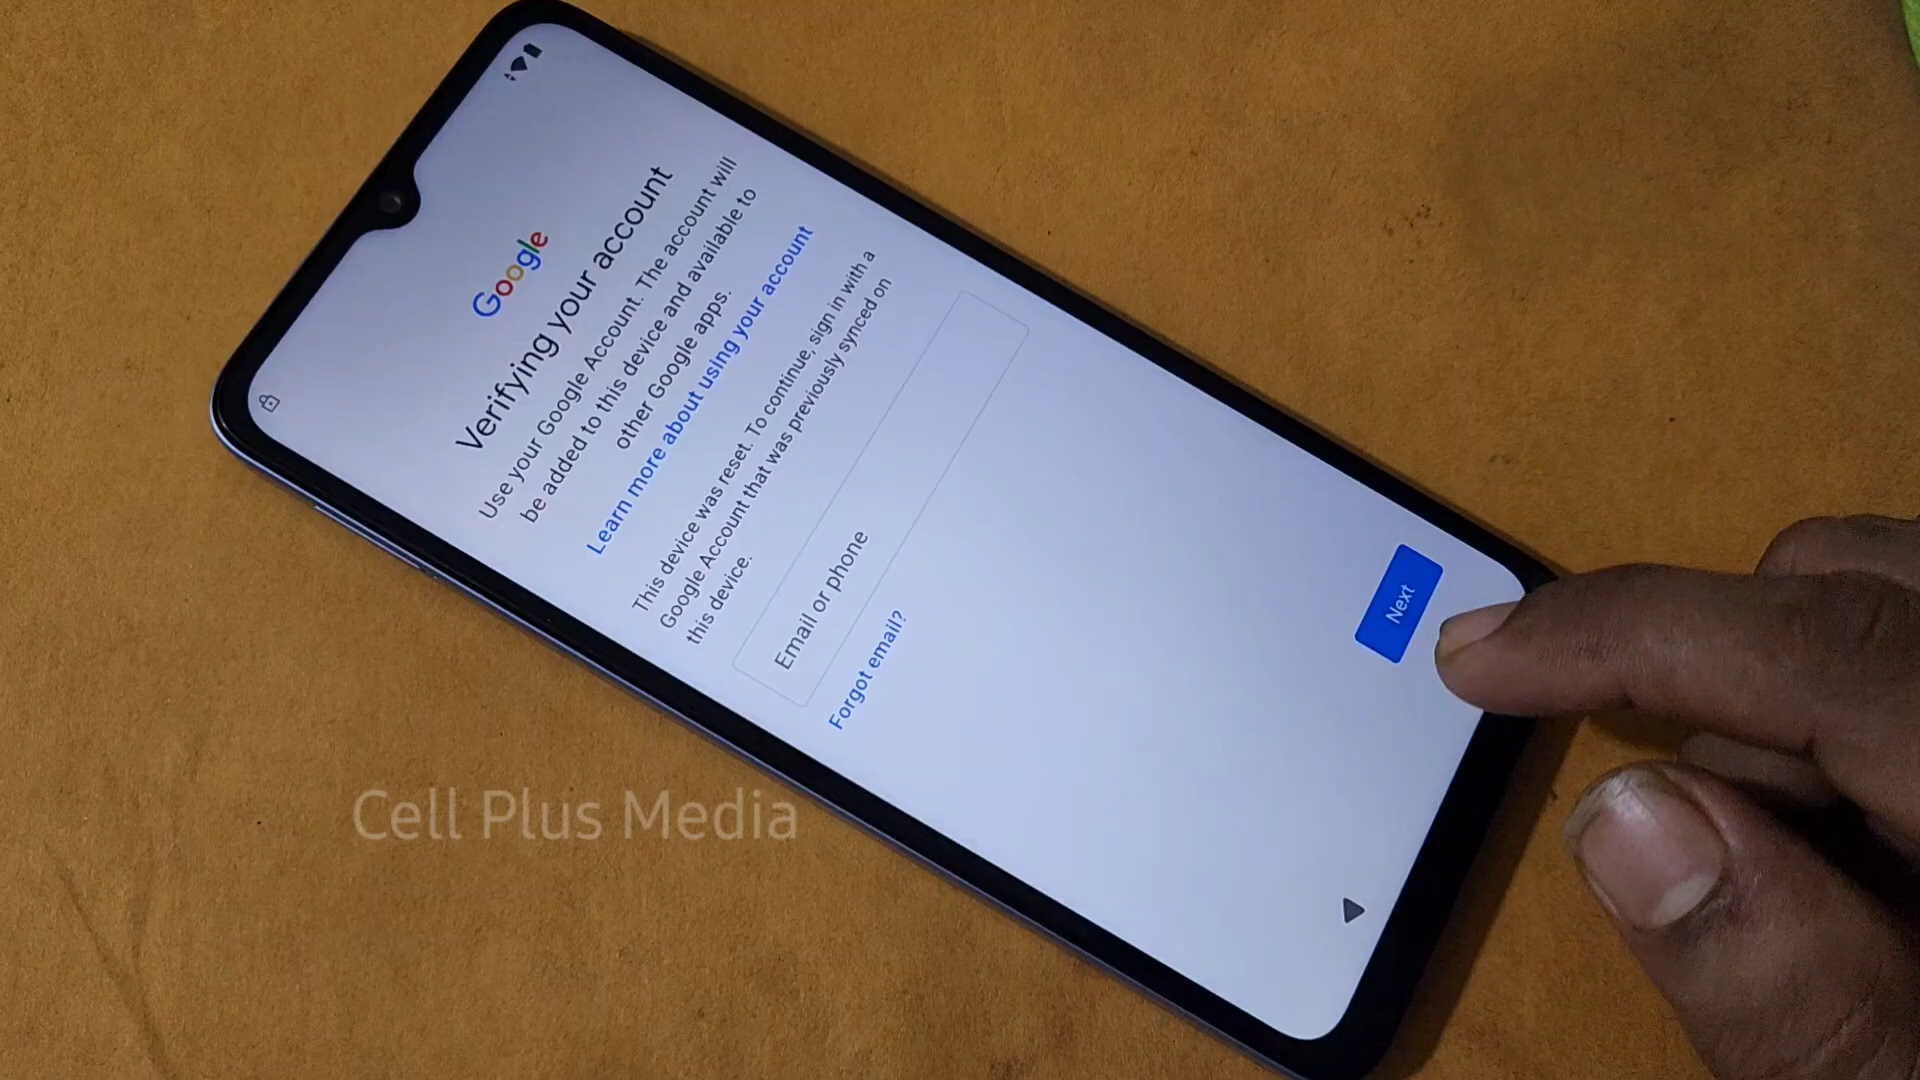 Google
Verifying your account
Use your Google Account. The account will
be added to this device and available to
other Google apps.
Learn more about using your account
This device was reset. To continue, sign in with a
Google Account that was previously synced on
this device.
Email or phone
Forgot email?
Next
Cell Plus Media